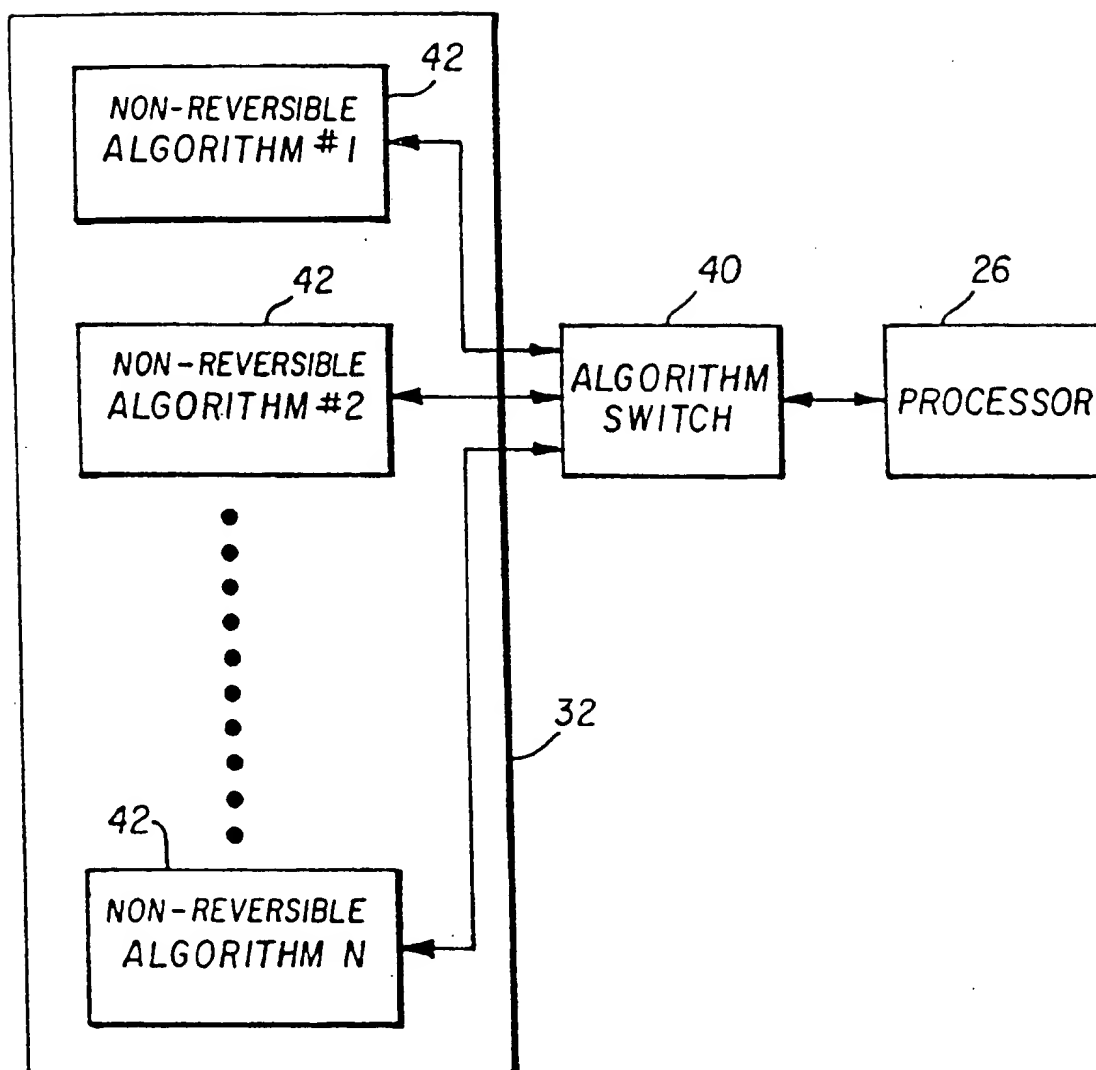 42
NON-REVERSIBLE
ALGORITHM #1
42
NON-REVERSIBLE
ALGORITHM #2
40
ALGORITHM
SWITCH
26
PROCESSOR
32
42
NON-REVERSIBLE
ALGORITHM N